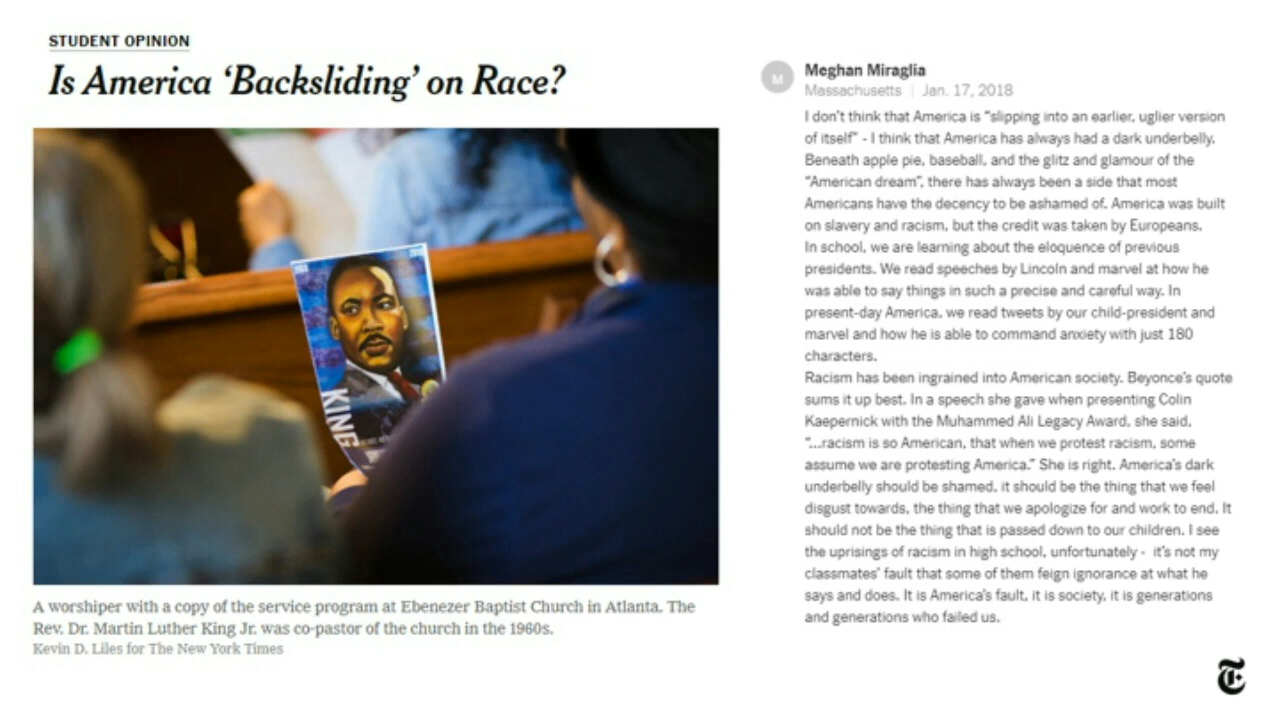 STUDENT OPINION
Is America ‘Backsliding’ on Race?
KING
A worshiper with a copy of the service program at Ebenezer Baptist Church in Atlanta. The
Rev. Dr. Martin Luther King Jr. was co-pastor of the church in the 1960s.
Kevin D. Liles for The New York Times
M
Meghan Miraglia
Massachusetts | Jan. 17, 2018
I don't think that America is “slipping into an earlier, uglier version
of itself” - I think that America has always had a dark underbelly.
Beneath apple pie, baseball, and the glitz and glamour of the
“American dream”, there has always been a side that most
Americans have the decency to be ashamed of. America was built
on slavery and racism, but the credit was taken by Europeans.
In school, we are learning about the eloquence of previous
presidents. We read speeches by Lincoln and marvel at how he
was able to say things in such a precise and careful way. In
present-day America, we read tweets by our child-president and
marvel and how he is able to command anxiety with just 180
characters.
Racism has been ingrained into American society. Beyonce's quote
sums it up best. In a speech she gave when presenting Colin
Kaepernick with the Muhammed Ali Legacy Award, she said,
“...racism is so American, that when we protest racism, some
assume we are protesting America.” She is right. America's dark
underbelly should be shamed, it should be the thing that we feel
disgust towards, the thing that we apologize for and work to end. It
should not be the thing that is passed down to our children. I see
the uprisings of racism in high school, unfortunately - it's not my
classmates' fault that some of them feign ignorance at what he
says and does. It is America's fault, it is society, it is generations
and generations who failed us.
T